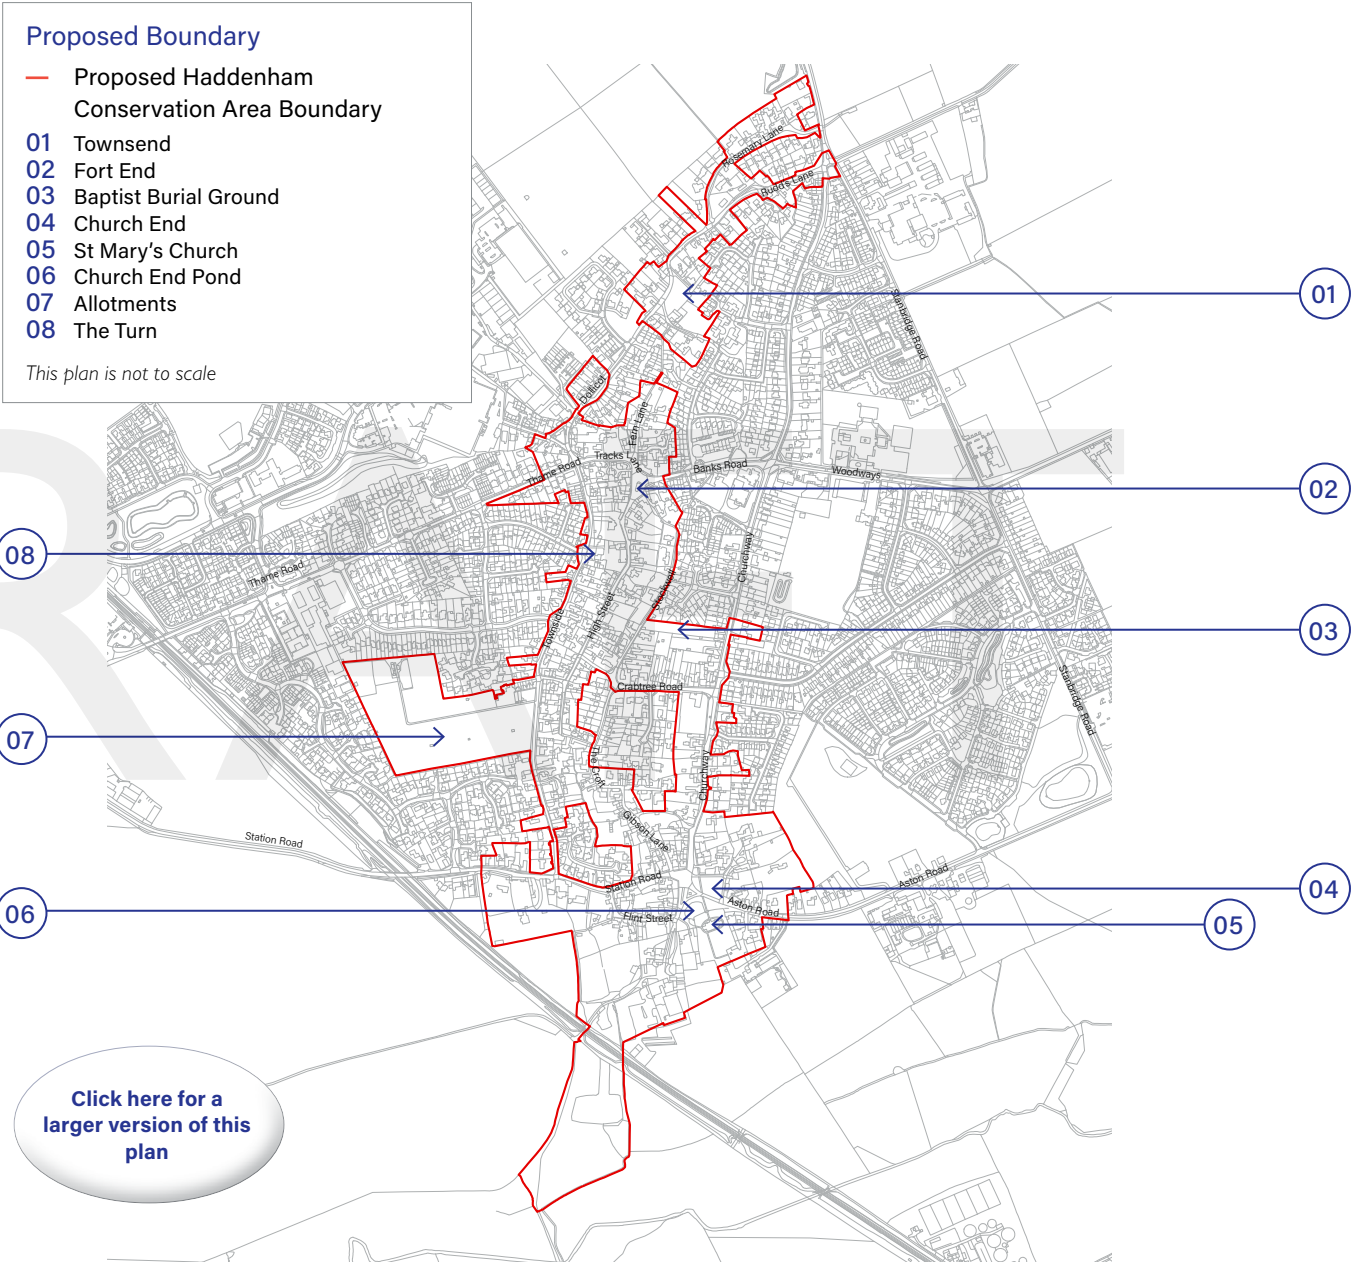 Proposed Boundary
Proposed Haddenham
Conservation Area Boundary
01 Townsend
02 Fort End
03 Baptist Burial Ground
04 Church End
05 St Mary's Church
06 Church End Pond
07 Allotments
08 The Turn
This plan is not to scale
Rosemary Lane
Rudd's Lane
01
Stanbridge Road
Dollicot
Fern Lane
Tracks Lane
Thame Road
Banks Road
Woodways
02
08
Thame Road
Churchway
Stockwell
High Street
Townside
03
Crabtree Road
Stanbridge Road
07
The Croft
Churchway
Gibson Lane
Station Road
Station Road
Aston Road
04
06
Flint Street
Aston Road
05
Click here for a
larger version of this
plan